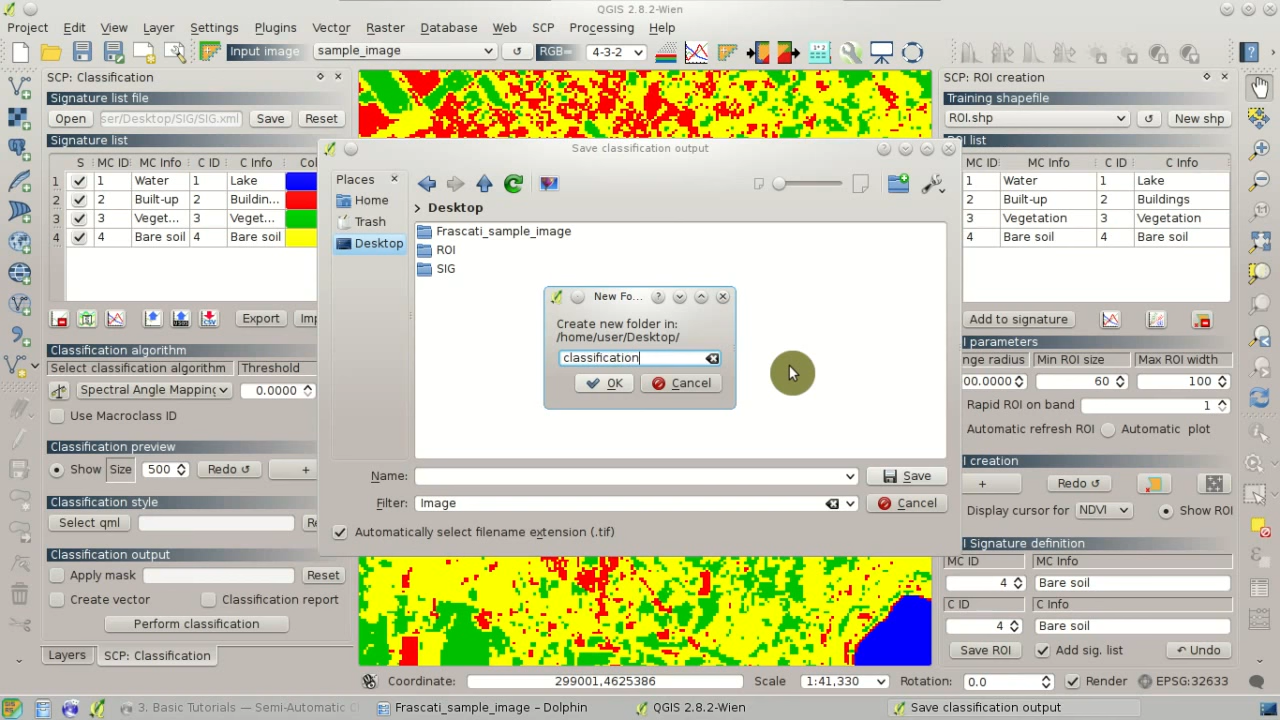 QGIS 2.8.2-Wien
Project Edit View Layer Settings Plugins Vector Raster Database Web SCP Processing Help
Input image sample_image RGB= 4-3-2
SCP: Classification
Signature list file
Open ser/Desktop/SIG/SIG.xml Save Reset
Signature list
S MC ID MC Info C ID C Info Col
1 1 Water 1 Lake
2 2 Built-up 2 Buildin...
3 3 Veget... 3 Veget...
4 4 Bare soil 4 Bare soil
Export Imp
Classification algorithm
Select classification algorithm Threshold
Spectral Angle Mapping 0.0000
Use Macroclass ID
Classification preview
Show Size 500 Redo ↺ +
Classification style
Select qml Re
Classification output
Apply mask Reset
Create vector Classification report
Perform classification
Layers SCP: Classification
Save classification output
Places
Home
Trash
Desktop
> Desktop
Frascati_sample_image
ROI
SIG
New Fo...
Create new folder in:
/home/user/Desktop/
classification
OK Cancel
Name: Save
Filter: Image Cancel
Automatically select filename extension (.tif)
SCP: ROI creation
Training shapefile
ROI.shp ↺ New shp
OI list
MC ID MC Info C ID C Info
1 Water 1 Lake
2 Built-up 2 Buildings
3 Vegetation 3 Vegetation
4 Bare soil 4 Bare soil
Add to signature
I parameters
nge radius Min ROI size Max ROI width
00.0000 60 100
Rapid ROI on band 1
Automatic refresh ROI Automatic plot
I creation
+ Redo ↺
Display cursor for NDVI Show ROI
I Signature definition
MC ID MC Info
4 Bare soil
C ID C Info
4 Bare soil
Save ROI Add sig. list Undo
Coordinate: 299001,4625386 Scale 1:41,330 Rotation: 0.0 Render EPSG:32633
3. Basic Tutorials — Semi-Automatic C Frascati_sample_image – Dolphin QGIS 2.8.2-Wien Save classification output